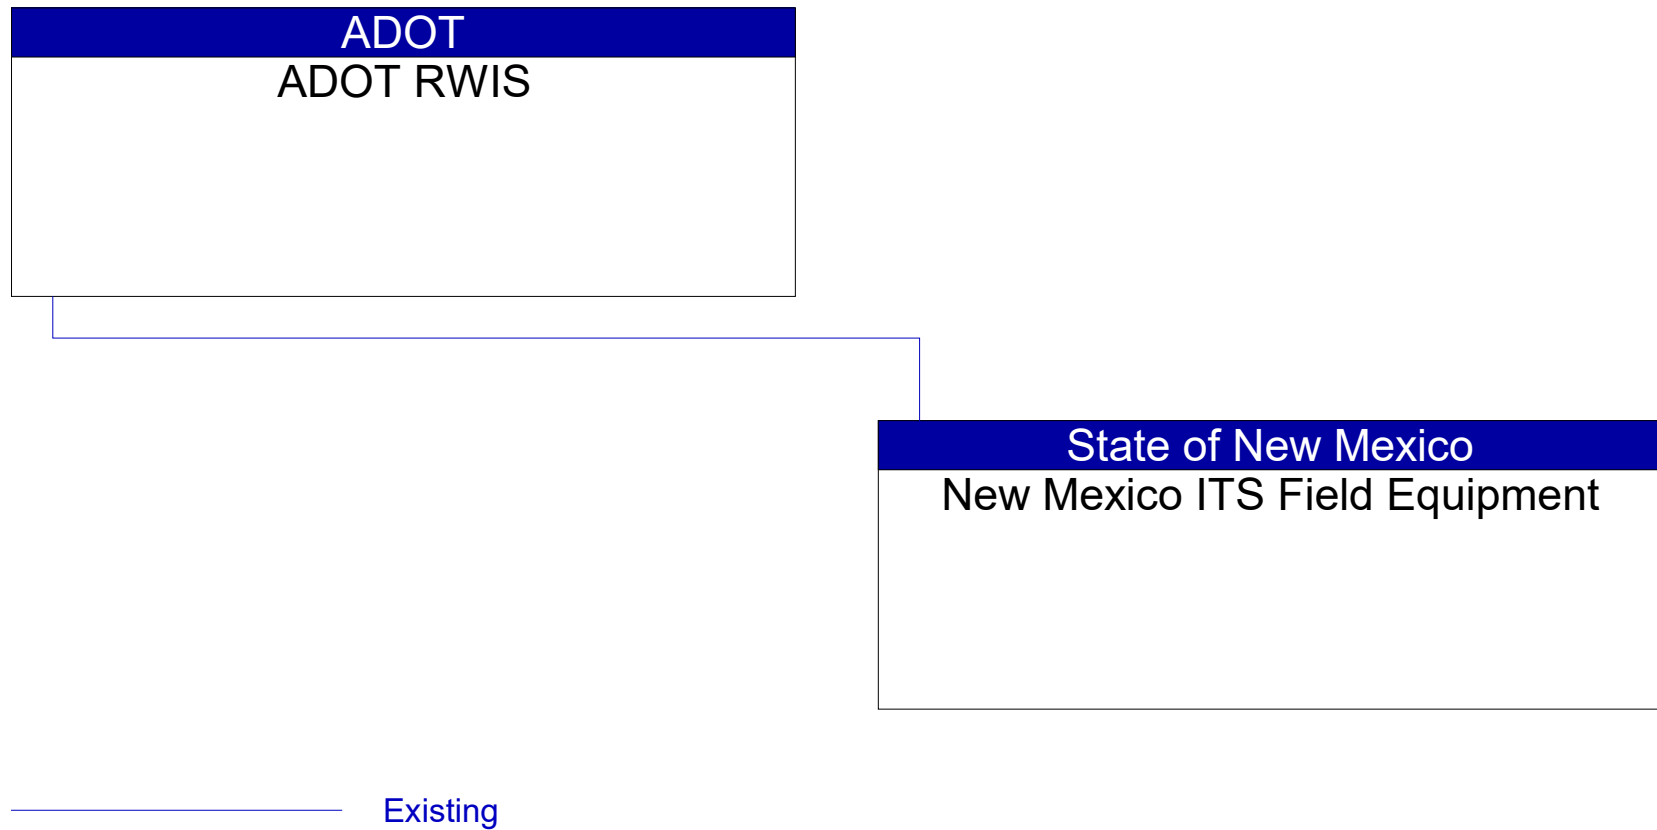 ADOT
ADOT RWIS
State of New Mexico
New Mexico ITS Field Equipment
Existing